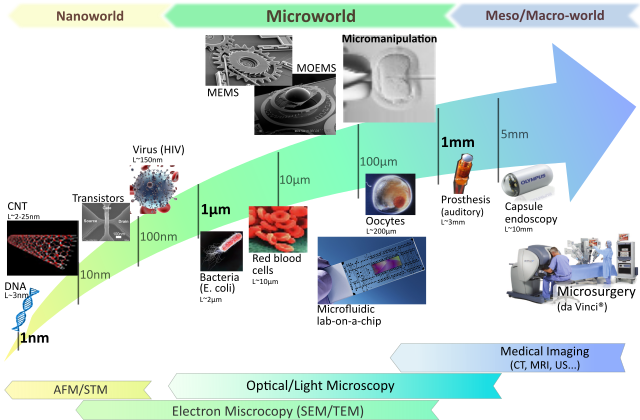 Nanoworld
Microworld
Meso/Macro-world
Micromanipulation
MOEMS
MEMS
5mm
1mm
Virus (HIV)
L~150nm
100μm
10μm
CNT
L~2-25nm
Transistors
Source
Drain
1μm
Prosthesis
(auditory)
L~3mm
OLYMPUS
Capsule
endoscopy
L~10mm
Oocytes
L~200μm
100nm
Red blood
cells
L~10μm
Bacteria
(E. coli)
L~2μm
10nm
DNA
L~3nm
1nm
Microfluidic
lab-on-a-chip
Microsurgery
(da Vinci®)
Medical Imaging
(CT, MRI, US...)
AFM/STM
Optical/Light Microscopy
Electron Miscrocopy (SEM/TEM)